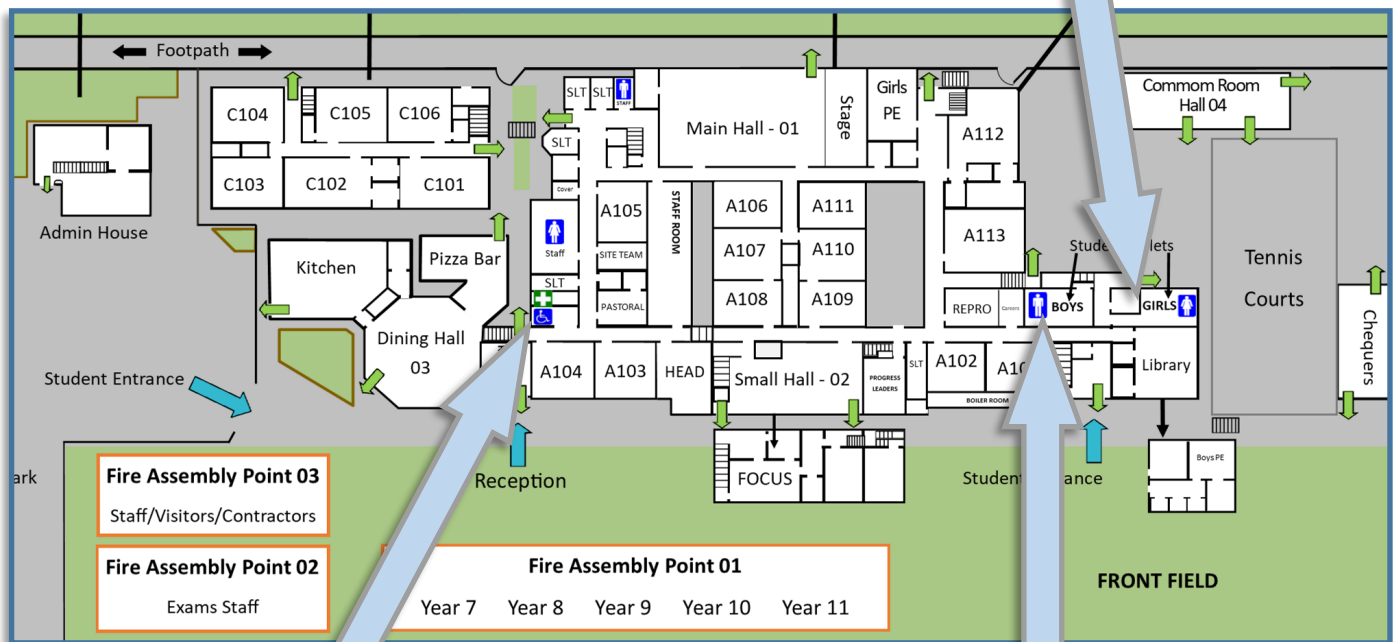 Footpath
C104
C105
C106
C103
C102
C101
Admin House
SLT
SLT
STAFF
SLT
Cover
Staff
SLT
Main Hall - 01
Stage
Girls
PE
A112
Commom Room
Hall 04
A105
STAFF ROOM
SITE TEAM
PASTORAL
A106
A111
A107
A110
A108
A109
A113
Kitchen
Pizza Bar
Dining Hall
03
REPRO
Careers
BOYS
GIRLS
Tennis
Courts
Chequers
A104
A103
HEAD
Small Hall - 02
PROGRESS
LEADERS
SLT
A102
BOILER ROOM
Library
Student Entrance
Reception
FOCUS
Boys PE
ark
Fire Assembly Point 03
Staff/Visitors/Contractors
Fire Assembly Point 02
Exams Staff
Fire Assembly Point 01
Year 7 Year 8 Year 9 Year 10 Year 11
FRONT FIELD